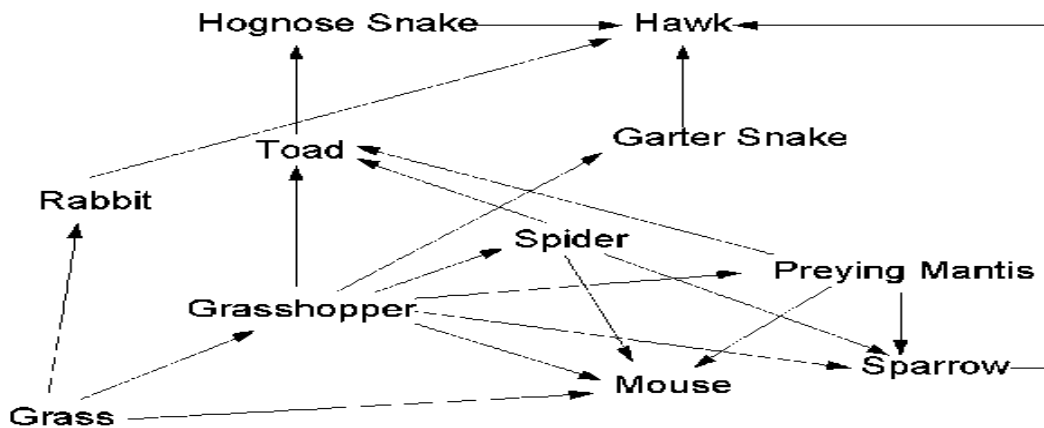 Hognose Snake
Hawk
Toad
Garter Snake
Rabbit
Spider
Preying Mantis
Grasshopper
Sparrow
Mouse
Grass